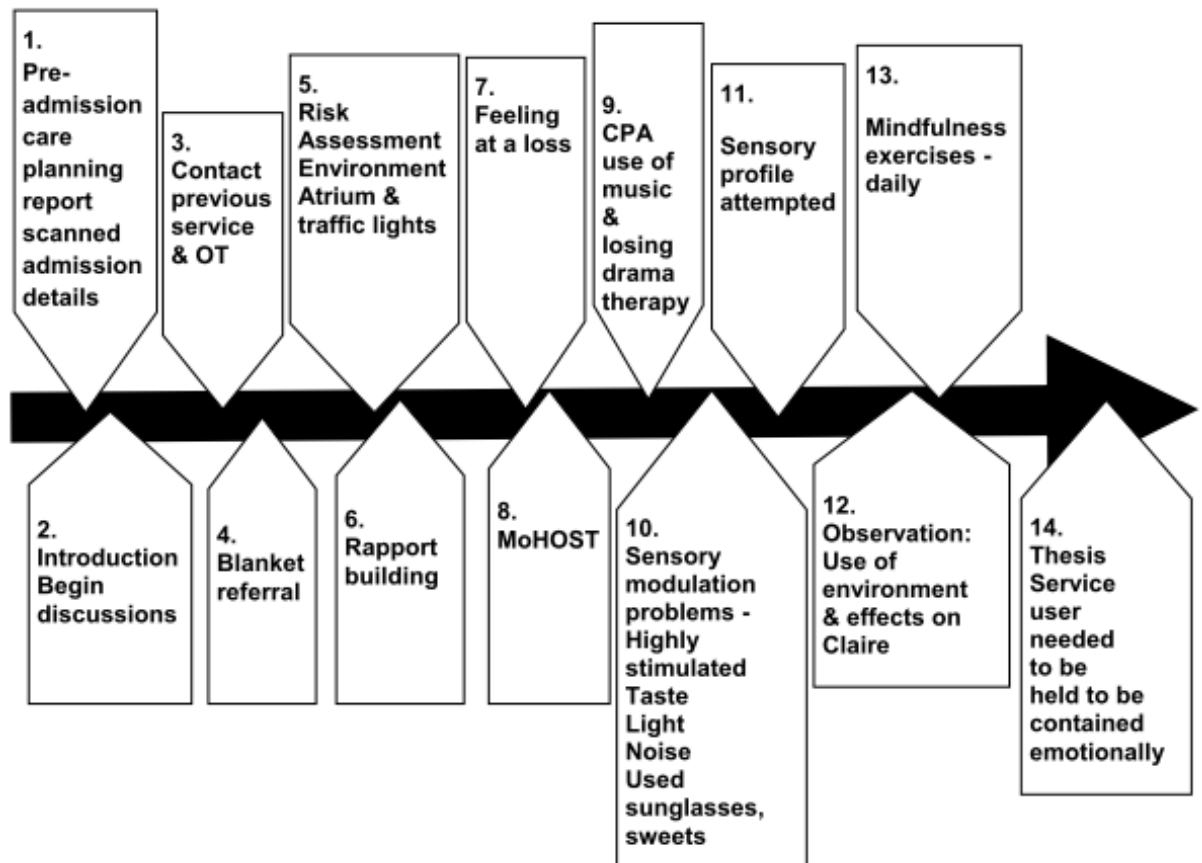 1.
Pre-
admission
care
planning
report
scanned
admission
details
2.
Introduction
Begin
discussions
3.
Contact
previous
service
& OT
4.
Blanket
referral
5.
Risk
Assessment
Environment
Atrium &
traffic lights
6.
Rapport
building
7.
Feeling
at a loss
8.
MoHOST
9.
CPA
use of
music
&
losing
drama
therapy
10.
Sensory
modulation
problems -
Highly
stimulated
Taste
Light
Noise
Used
sunglasses,
sweets
11.
Sensory
profile
attempted
12.
Observation:
Use of
environment
& effects on
Claire
13.
Mindfulness
exercises -
daily
14.
Thesis
Service
user
needed
to be
held to be
contained
emotionally